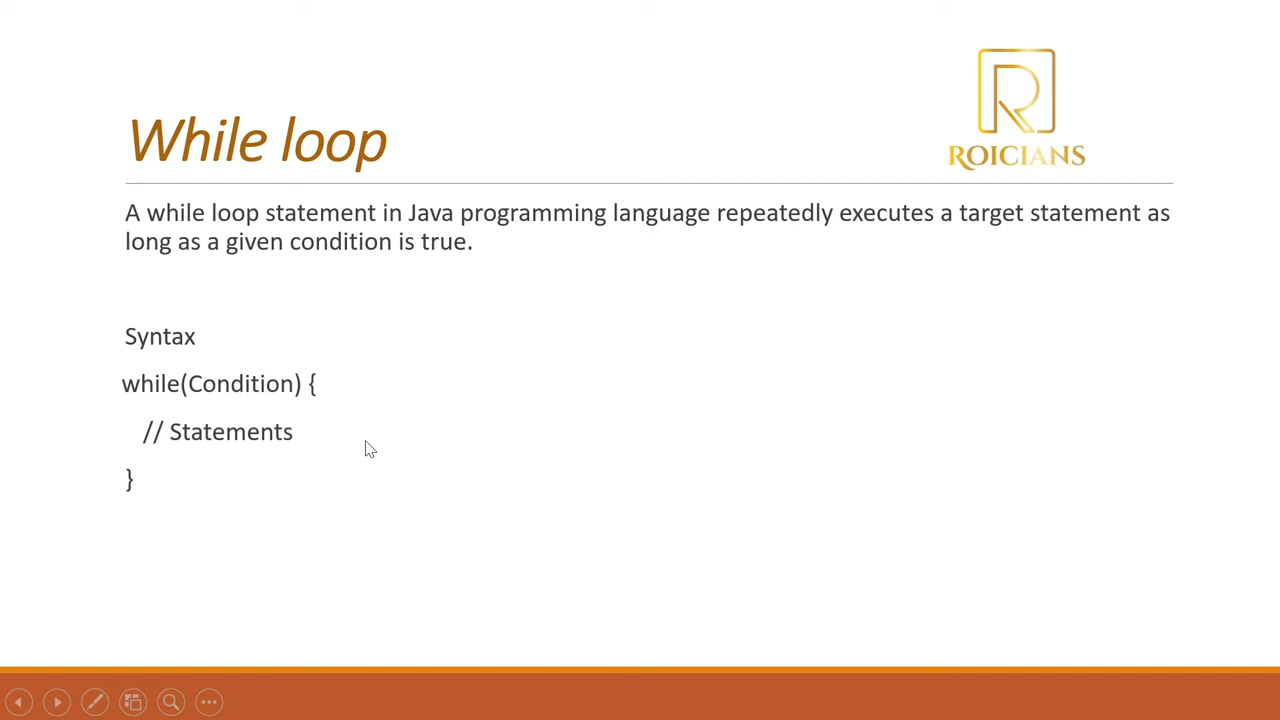 ROICIANS
While loop
A while loop statement in Java programming language repeatedly executes a target statement as
long as a given condition is true.
Syntax
while(Condition) {
// Statements
}